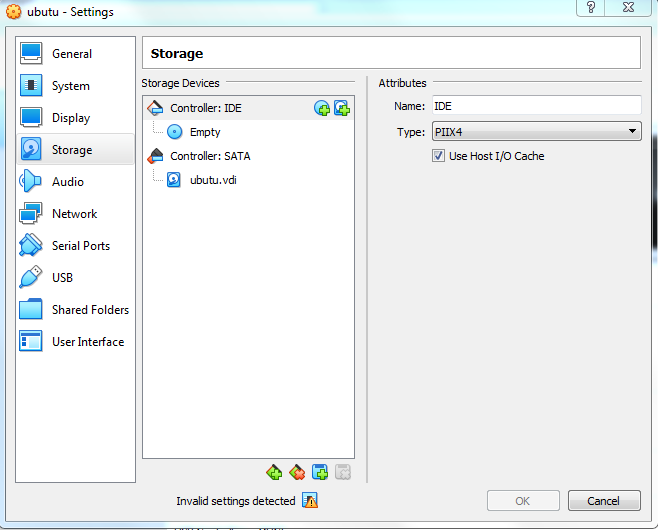 ubutu - Settings
General
System
Display
Storage
Audio
Network
Serial Ports
USB
Shared Folders
User Interface
Storage
Storage Devices
Controller: IDE
Empty
Controller: SATA
ubutu.vdi
Attributes
Name: IDE
Type: PIIX4
Use Host I/O Cache
Invalid settings detected
OK
Cancel